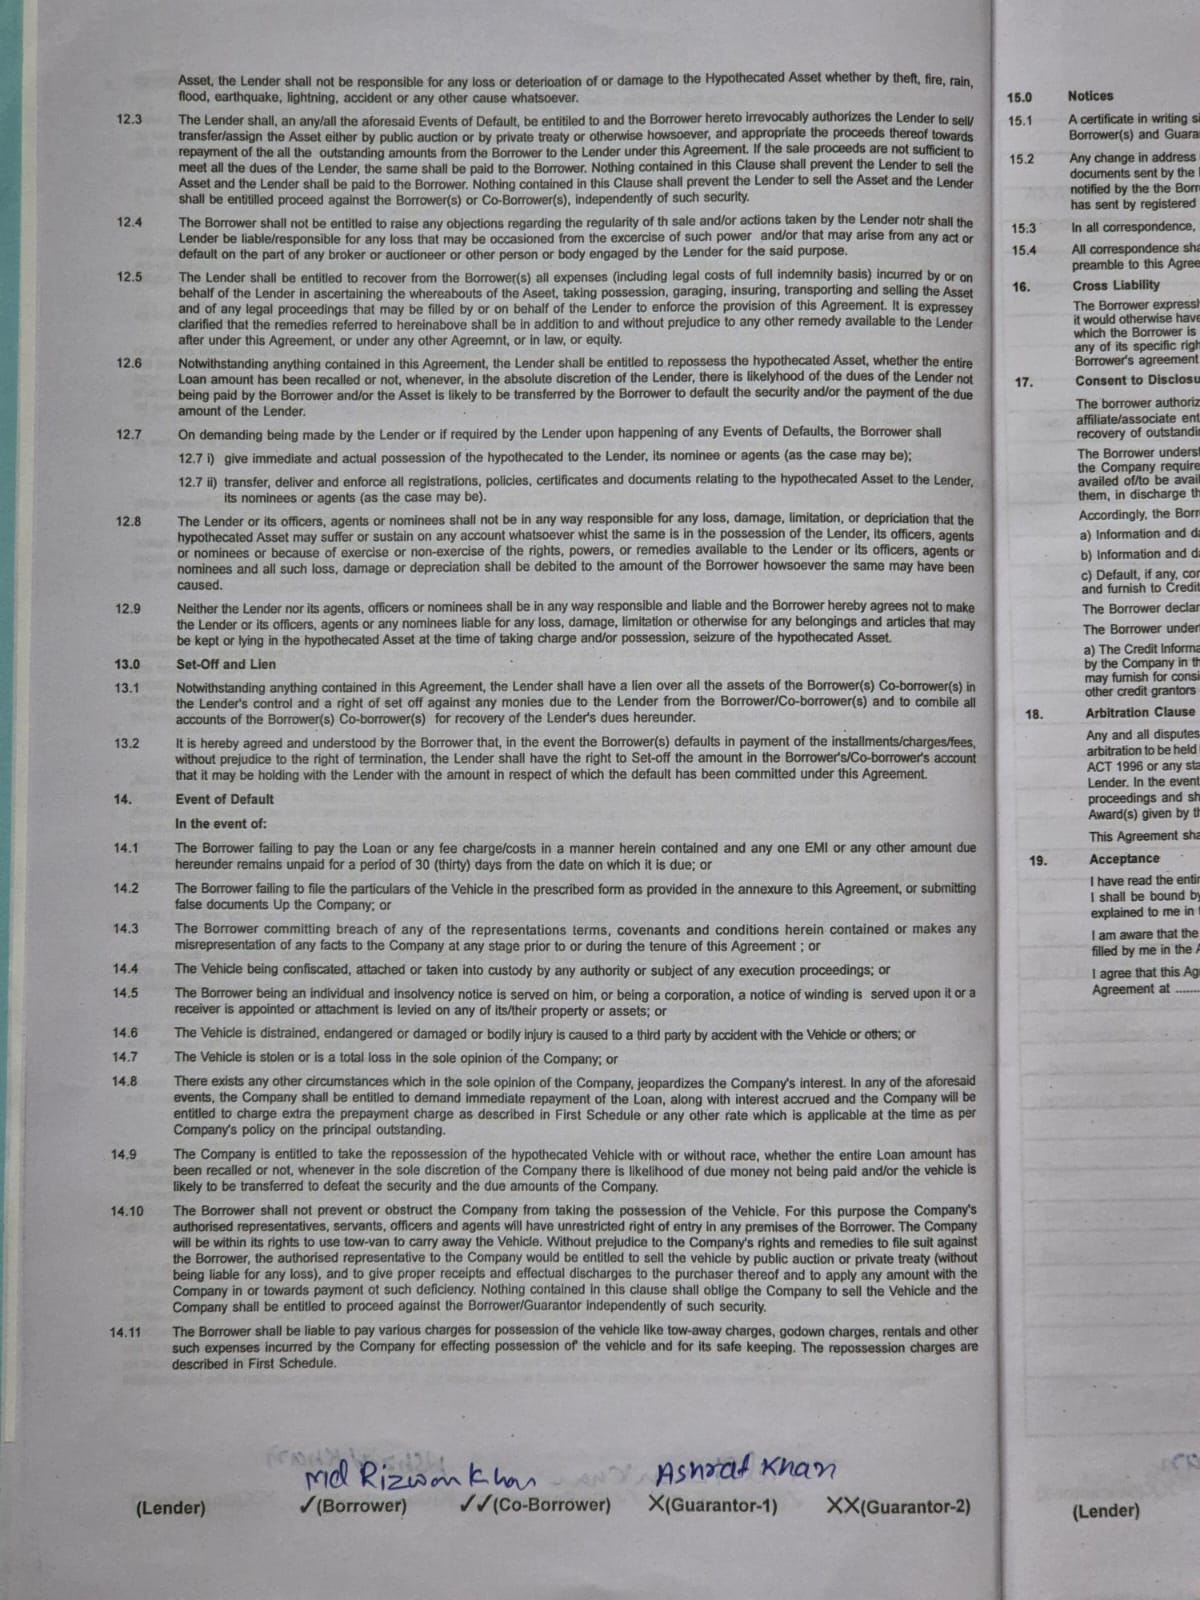 Asset, the Lender shall not be responsible for any loss or deterioation of or damage to the Hypothecated Asset whether by theft, fire, rain,
flood, earthquake, lightning, accident or any other cause whatsoever.
12.3 The Lender shall, an any/all the aforesaid Events of Default, be entitiled to and the Borrower hereto irrevocably authorizes the Lender to sell/
transfer/assign the Asset either by public auction or by private treaty or otherwise howsoever, and appropriate the proceeds thereof towards
repayment of the all the outstanding amounts from the Borrower to the Lender under this Agreement. If the sale proceeds are not sufficient to
meet all the dues of the Lender, the same shall be paid to the Borrower. Nothing contained in this Clause shall prevent the Lender to sell the
Asset and the Lender shall be paid to the Borrower. Nothing contained in this Clause shall prevent the Lender to sell the Asset and the Lender
shall be entitilled proceed against the Borrower(s) or Co-Borrower(s), independently of such security.
12.4 The Borrower shall not be entitled to raise any objections regarding the regularity of th sale and/or actions taken by the Lender notr shall the
Lender be liable/responsible for any loss that may be occasioned from the excercise of such power and/or that may arise from any act or
default on the part of any broker or auctioneer or other person or body engaged by the Lender for the said purpose.
12.5 The Lender shall be entitled to recover from the Borrower(s) all expenses (including legal costs of full indemnity basis) incurred by or on
behalf of the Lender in ascertaining the whereabouts of the Aseet, taking possession, garaging, insuring, transporting and selling the Asset
and of any legal proceedings that may be filled by or on behalf of the Lender to enforce the provision of this Agreement. It is expressey
clarified that the remedies referred to hereinabove shall be in addition to and without prejudice to any other remedy available to the Lender
after under this Agreement, or under any other Agreemnt, or in law, or equity.
12.6 Notwithstanding anything contained in this Agreement, the Lender shall be entitled to repossess the hypothecated Asset, whether the entire
Loan amount has been recalled or not, whenever, in the absolute discretion of the Lender, there is likelyhood of the dues of the Lender not
being paid by the Borrower and/or the Asset is likely to be transferred by the Borrower to default the security and/or the payment of the due
amount of the Lender.
12.7 On demanding being made by the Lender or if required by the Lender upon happening of any Events of Defaults, the Borrower shall
12.7 i) give immediate and actual possession of the hypothecated to the Lender, its nominee or agents (as the case may be);
12.7 ii) transfer, deliver and enforce all registrations, policies, certificates and documents relating to the hypothecated Asset to the Lender,
its nominees or agents (as the case may be).
12.8 The Lender or its officers, agents or nominees shall not be in any way responsible for any loss, damage, limitation, or depriciation that the
hypothecated Asset may suffer or sustain on any account whatsoever whist the same is in the possession of the Lender, its officers, agents
or nominees or because of exercise or non-exercise of the rights, powers, or remedies available to the Lender or its officers, agents or
nominees and all such loss, damage or depreciation shall be debited to the amount of the Borrower howsoever the same may have been
caused.
12.9 Neither the Lender nor its agents, officers or nominees shall be in any way responsible and liable and the Borrower hereby agrees not to make
the Lender or its officers, agents or any nominees liable for any loss, damage, limitation or otherwise for any belongings and articles that may
be kept or lying in the hypothecated Asset at the time of taking charge and/or possession, seizure of the hypothecated Asset.
13.0 Set-Off and Lien
13.1 Notwithstanding anything contained in this Agreement, the Lender shall have a lien over all the assets of the Borrower(s) Co-borrower(s) in
the Lender's control and a right of set off against any monies due to the Lender from the Borrower/Co-borrower(s) and to combile all
accounts of the Borrower(s) Co-borrower(s) for recovery of the Lender's dues hereunder.
13.2 It is hereby agreed and understood by the Borrower that, in the event the Borrower(s) defaults in payment of the installments/charges/fees,
without prejudice to the right of termination, the Lender shall have the right to Set-off the amount in the Borrower's/Co-borrower's account
that it may be holding with the Lender with the amount in respect of which the default has been committed under this Agreement.
14. Event of Default
In the event of:
14.1 The Borrower failing to pay the Loan or any fee charge/costs in a manner herein contained and any one EMI or any other amount due
hereunder remains unpaid for a period of 30 (thirty) days from the date on which it is due; or
14.2 The Borrower failing to file the particulars of the Vehicle in the prescribed form as provided in the annexure to this Agreement, or submitting
false documents Up the Company; or
14.3 The Borrower committing breach of any of the representations terms, covenants and conditions herein contained or makes any
misrepresentation of any facts to the Company at any stage prior to or during the tenure of this Agreement ; or
14.4 The Vehicle being confiscated, attached or taken into custody by any authority or subject of any execution proceedings; or
14.5 The Borrower being an individual and insolvency notice is served on him, or being a corporation, a notice of winding is served upon it or a
receiver is appointed or attachment is levied on any of its/their property or assets; or
14.6 The Vehicle is distrained, endangered or damaged or bodily injury is caused to a third party by accident with the Vehicle or others; or
14.7 The Vehicle is stolen or is a total loss in the sole opinion of the Company; or
14.8 There exists any other circumstances which in the sole opinion of the Company, jeopardizes the Company's interest. In any of the aforesaid
events, the Company shall be entitled to demand immediate repayment of the Loan, along with interest accrued and the Company will be
entitled to charge extra the prepayment charge as described in First Schedule or any other rate which is applicable at the time as per
Company's policy on the principal outstanding.
14.9 The Company is entitled to take the repossession of the hypothecated Vehicle with or without race, whether the entire Loan amount has
been recalled or not, whenever in the sole discretion of the Company there is likelihood of due money not being paid and/or the vehicle is
likely to be transferred to defeat the security and the due amounts of the Company.
14.10 The Borrower shall not prevent or obstruct the Company from taking the possession of the Vehicle. For this purpose the Company's
authorised representatives, servants, officers and agents will have unrestricted right of entry in any premises of the Borrower. The Company
will be within its rights to use tow-van to carry away the Vehicle. Without prejudice to the Company's rights and remedies to file suit against
the Borrower, the authorised representative to the Company would be entitled to sell the vehicle by public auction or private treaty (without
being liable for any loss), and to give proper receipts and effectual discharges to the purchaser thereof and to apply any amount with the
Company in or towards payment ot such deficiency. Nothing contained in this clause shall oblige the Company to sell the Vehicle and the
Company shall be entitled to proceed against the Borrower/Guarantor independently of such security.
14.11 The Borrower shall be liable to pay various charges for possession of the vehicle like tow-away charges, godown charges, rentals and other
such expenses incurred by the Company for effecting possession of the vehicle and for its safe keeping. The repossession charges are
described in First Schedule.
Md Rizwan Khan Ashraf Khan
(Lender) ✓(Borrower) ✓✓(Co-Borrower) X(Guarantor-1) XX(Guarantor-2)
15.0 Notices
15.1 A certificate in writing
Borrower(s) and
15.2 Any change in address
documents sent by the
notified by the the
has sent by registered
15.3 In all correspondence,
15.4 All correspondence
preamble to this
16. Cross Liability
The Borrower
it would otherwise
which the Borrower is
any of its specific
Borrower's agreement
17. Consent to
The borrower
affiliate/associate
recovery of
The Borrower
the Company
availed of/to be
them, in discharge
Accordingly, the
a) Information and
b) Information and
c) Default, if any,
and furnish to
The Borrower
The Borrower
a) The Credit
by the Company in
may furnish for
other credit grantors
18. Arbitration Clause
Any and all disputes
arbitration to be held
ACT 1996 or any
Lender. In the event
proceedings and
Award(s) given by
This Agreement
19. Acceptance
I have read the
I shall be bound by
explained to me in
I am aware that the
filled by me in the
I agree that this
Agreement at ........
(Lender)